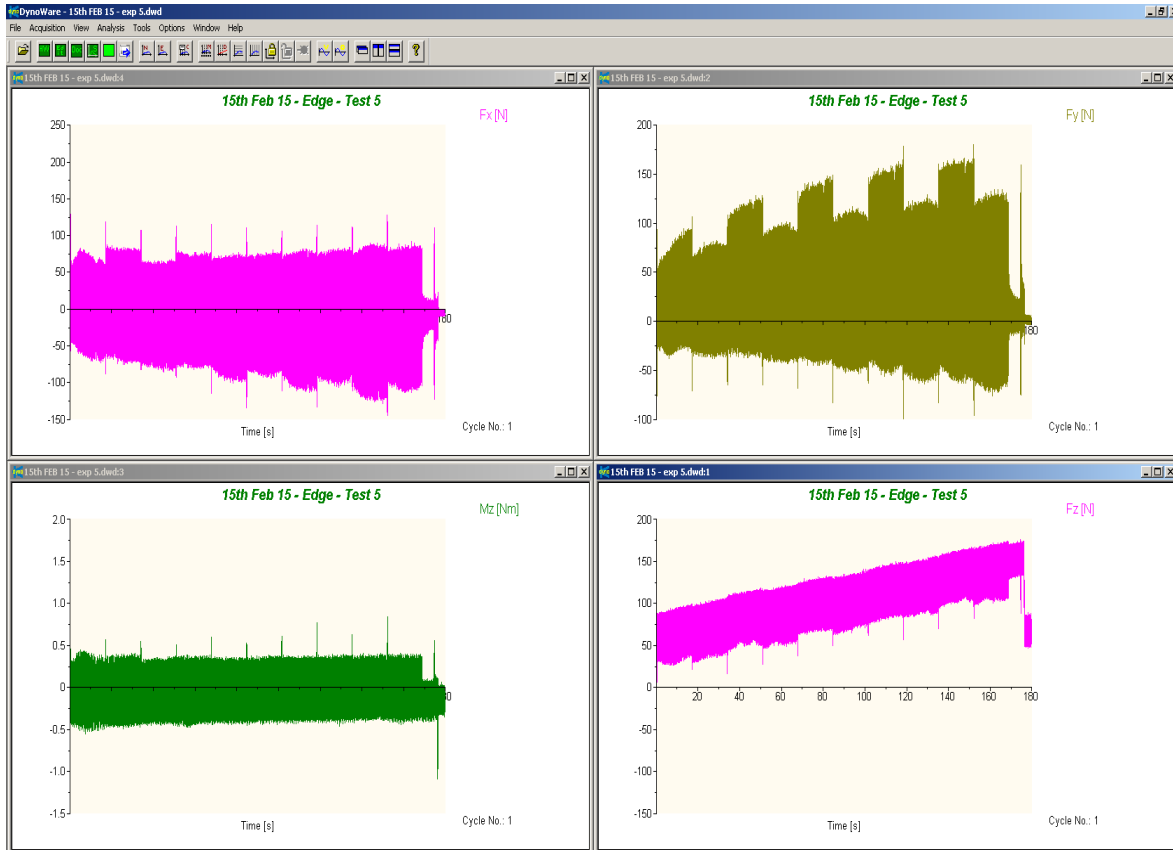 DynoWare - 15th FEB 15 - exp 5.dwd
File Acquisition View Analysis Tools Options Window Help
15th FEB 15 - exp 5.dwd:4
15th Feb 15 - Edge - Test 5
Fx [N]
250
200
150
100
50
0
-50
-100
-150
180
Time [s]
Cycle No.: 1
15th FEB 15 - exp 5.dwd:2
15th Feb 15 - Edge - Test 5
Fy [N]
200
150
100
50
0
-50
-100
180
Time [s]
Cycle No.: 1
15th FEB 15 - exp 5.dwd:3
15th Feb 15 - Edge - Test 5
Mz [Nm]
2.0
1.5
1.0
0.5
0
-0.5
-1.0
-1.5
Time [s]
Cycle No.: 1
15th FEB 15 - exp 5.dwd:1
15th Feb 15 - Edge - Test 5
Fz [N]
200
150
100
50
0
-50
-100
-150
20 40 60 80 100 120 140 160 180
Time [s]
Cycle No.: 1